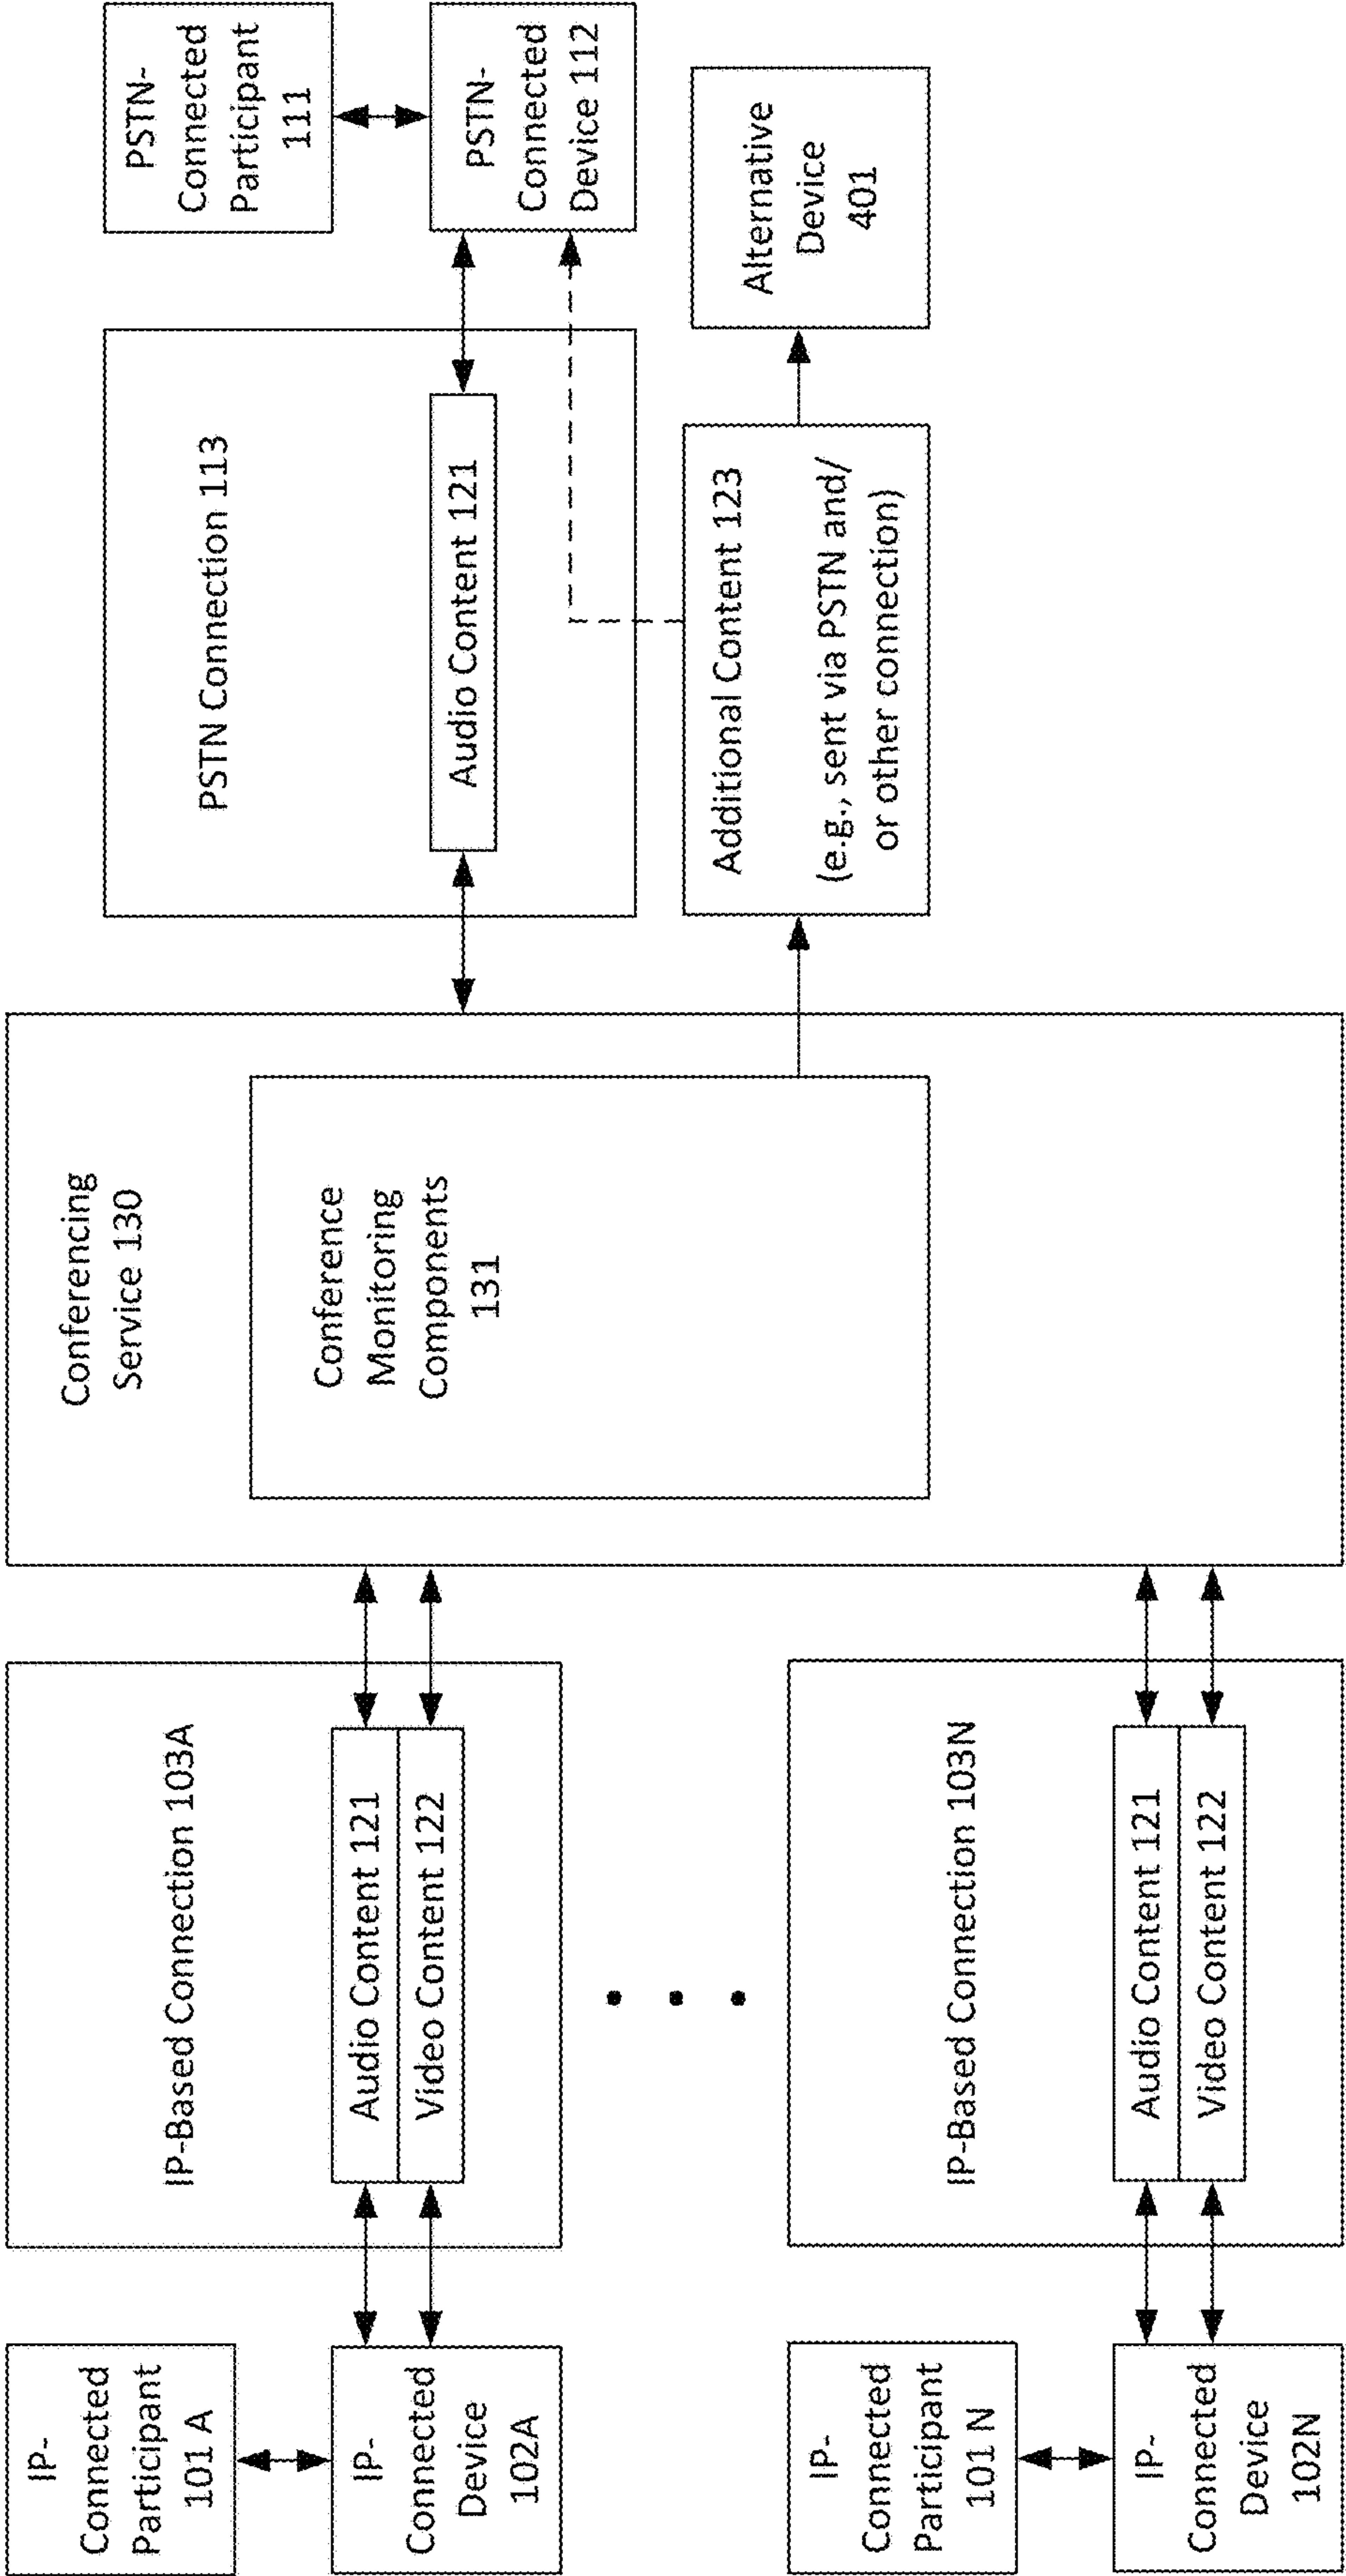 IP-
Connected
Participant
101 A
IP-
Connected
Device
102A
IP-Based Connection 103A
Audio Content 121
Video Content 122
IP-
Connected
Participant
101 N
IP-
Connected
Device
102N
IP-Based Connection 103N
Audio Content 121
Video Content 122
Conferencing
Service 130
Conference
Monitoring
Components
131
PSTN Connection 113
Audio Content 121
PSTN-
Connected
Participant
111
PSTN-
Connected
Device 112
Additional Content 123
(e.g., sent via PSTN and/
or other connection)
Alternative
Device
401